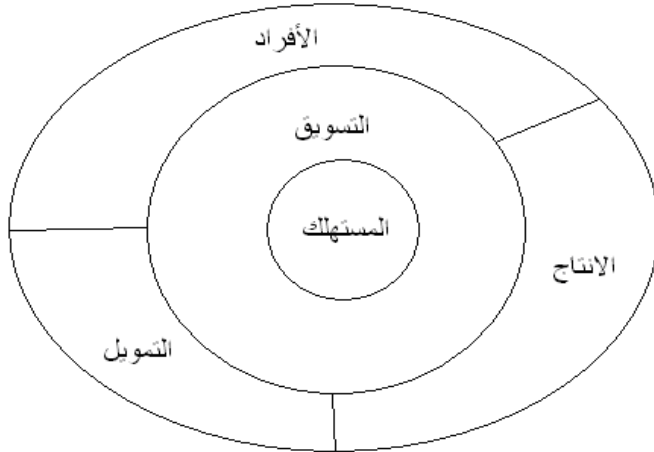 الأفراد
التسويق
المستهلك
الانتاج
التمويل